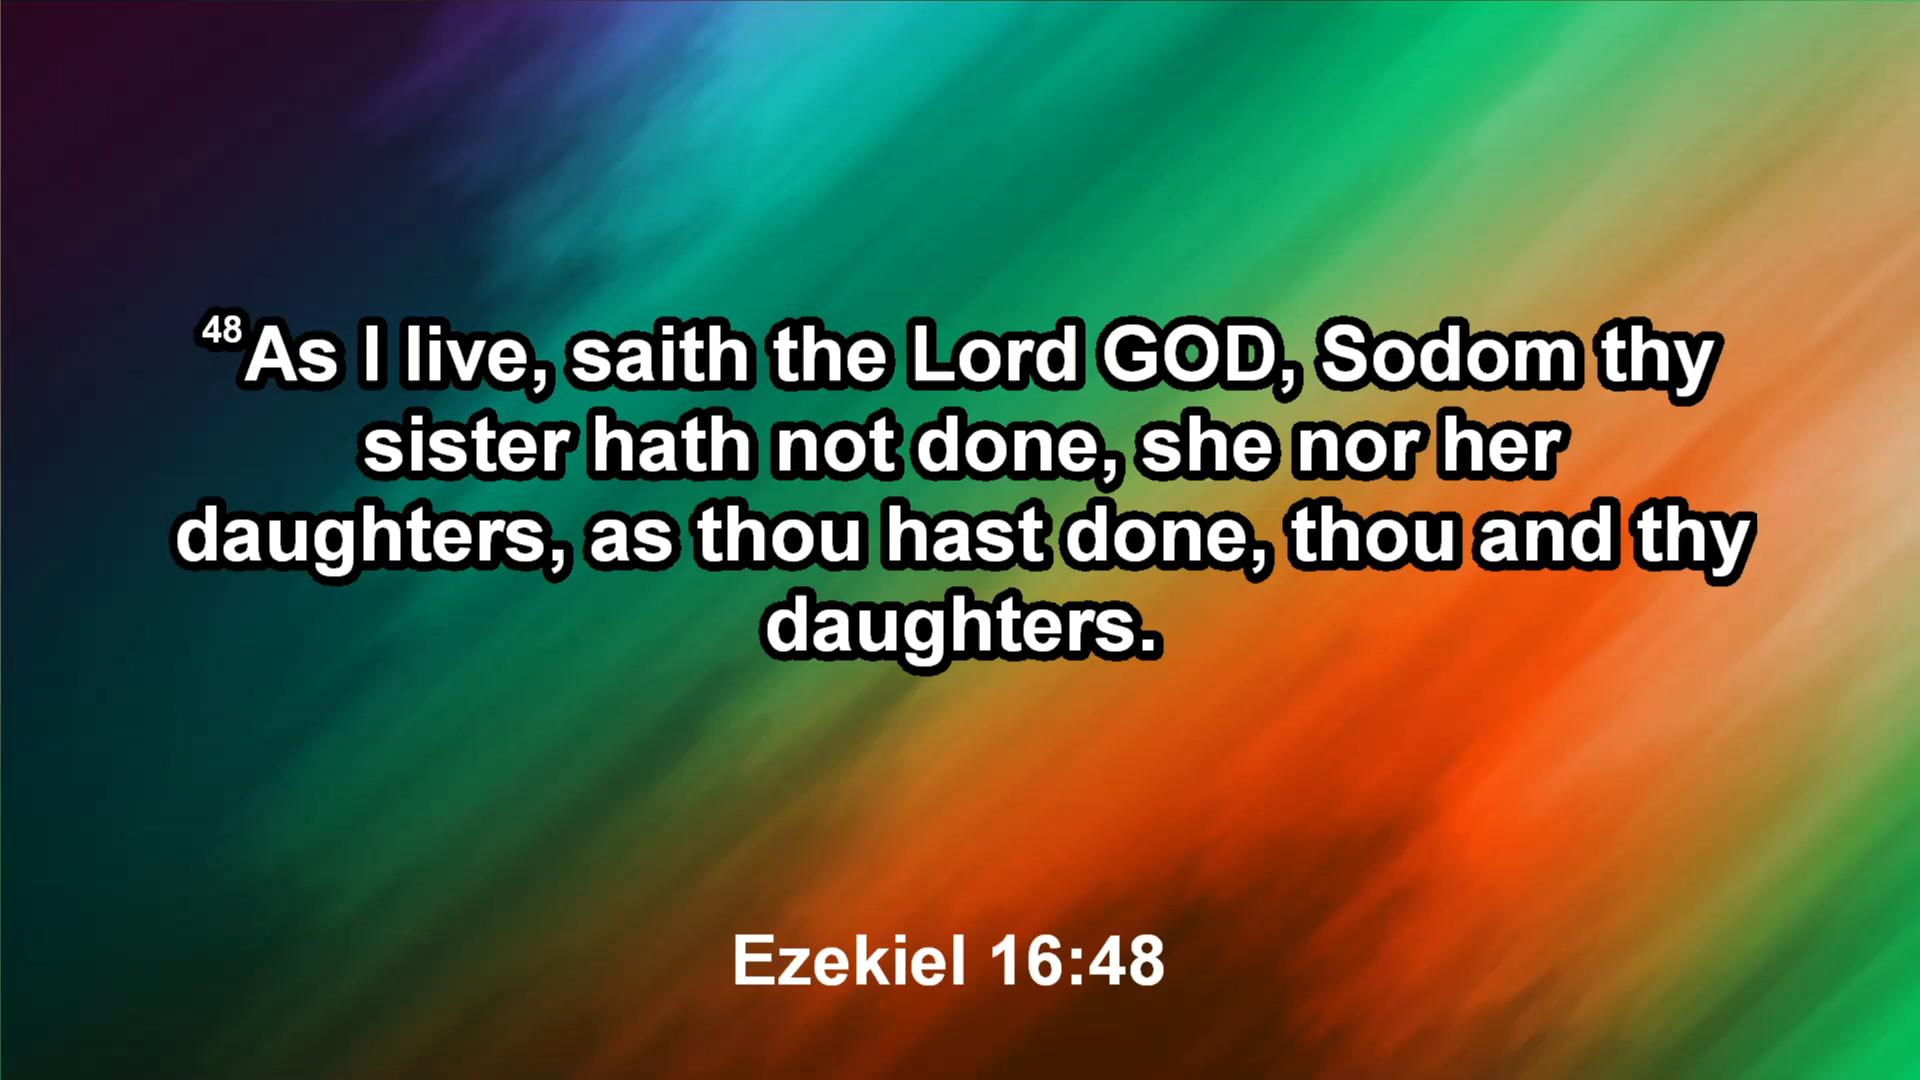 48As I live, saith the Lord GOD, Sodom thy
sister hath not done, she nor her
daughters, as thou hast done, thou and thy
daughters.
Ezekiel 16:48